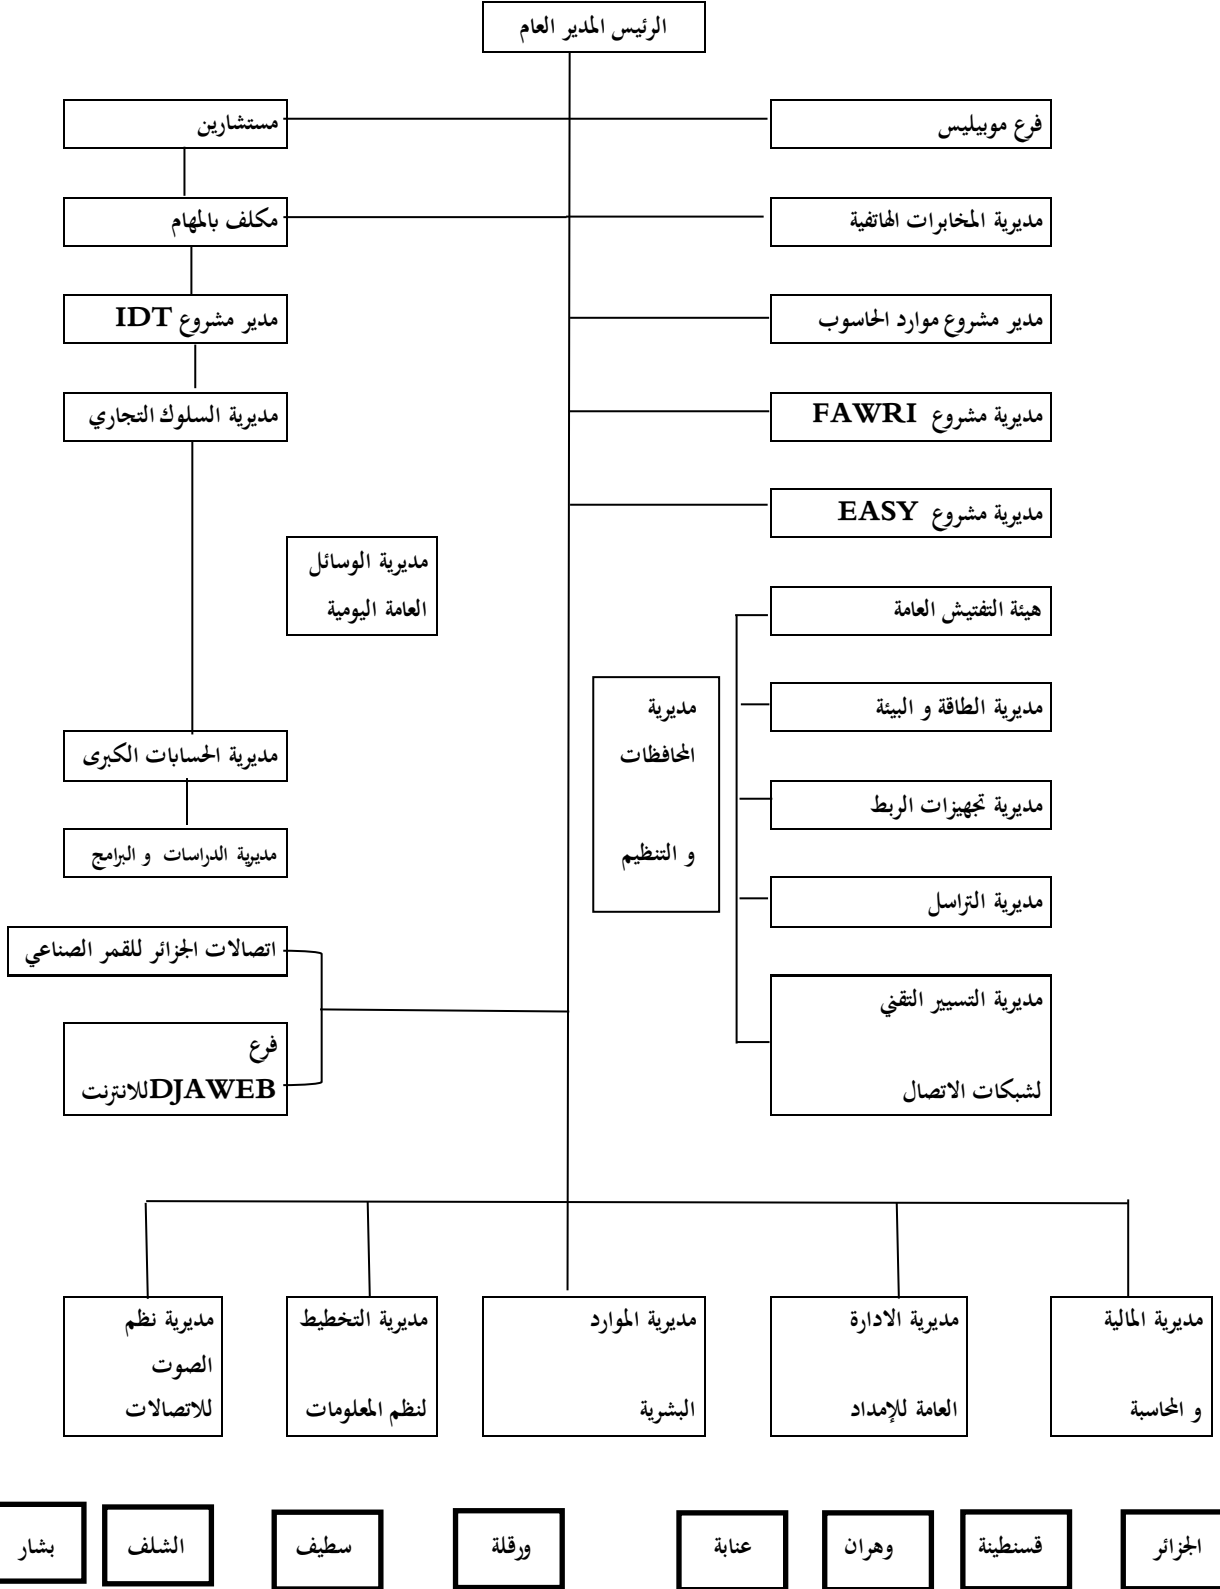 الرئيس المدير العام
فرع موبيليس
مستشارين
مديرية المخابرات الهاتفية
مكلف بالمهام
مدير مشروع موارد الحاسوب
مدير مشروع IDT
مديرية مشروع FAWRI
مديرية السلوك التجاري
مديرية مشروع EASY
مديرية الوسائل
العامة اليومية
هيئة التفتيش العامة
مديرية الطاقة و البيئة
مديرية
المحافظات
و التنظيم
مديرية الحسابات الكبرى
مديرية تجهيزات الربط
مديرية الدراسات و البرامج
مديرية التراسل
اتصالات الجزائر للقمر الصناعي
مديرية التسيير التقني
لشبكات الاتصال
فرع
DJAWEBللانترنت
مديرية المالية
و المحاسبة
مديرية الادارة
العامة للإمداد
مديرية الموارد
البشرية
مديرية التخطيط
لنظم المعلومات
مديرية نظم
الصوت
للاتصالات
الجزائر
قسنطينة
وهران
عنابة
ورقلة
سطيف
الشلف
بشار